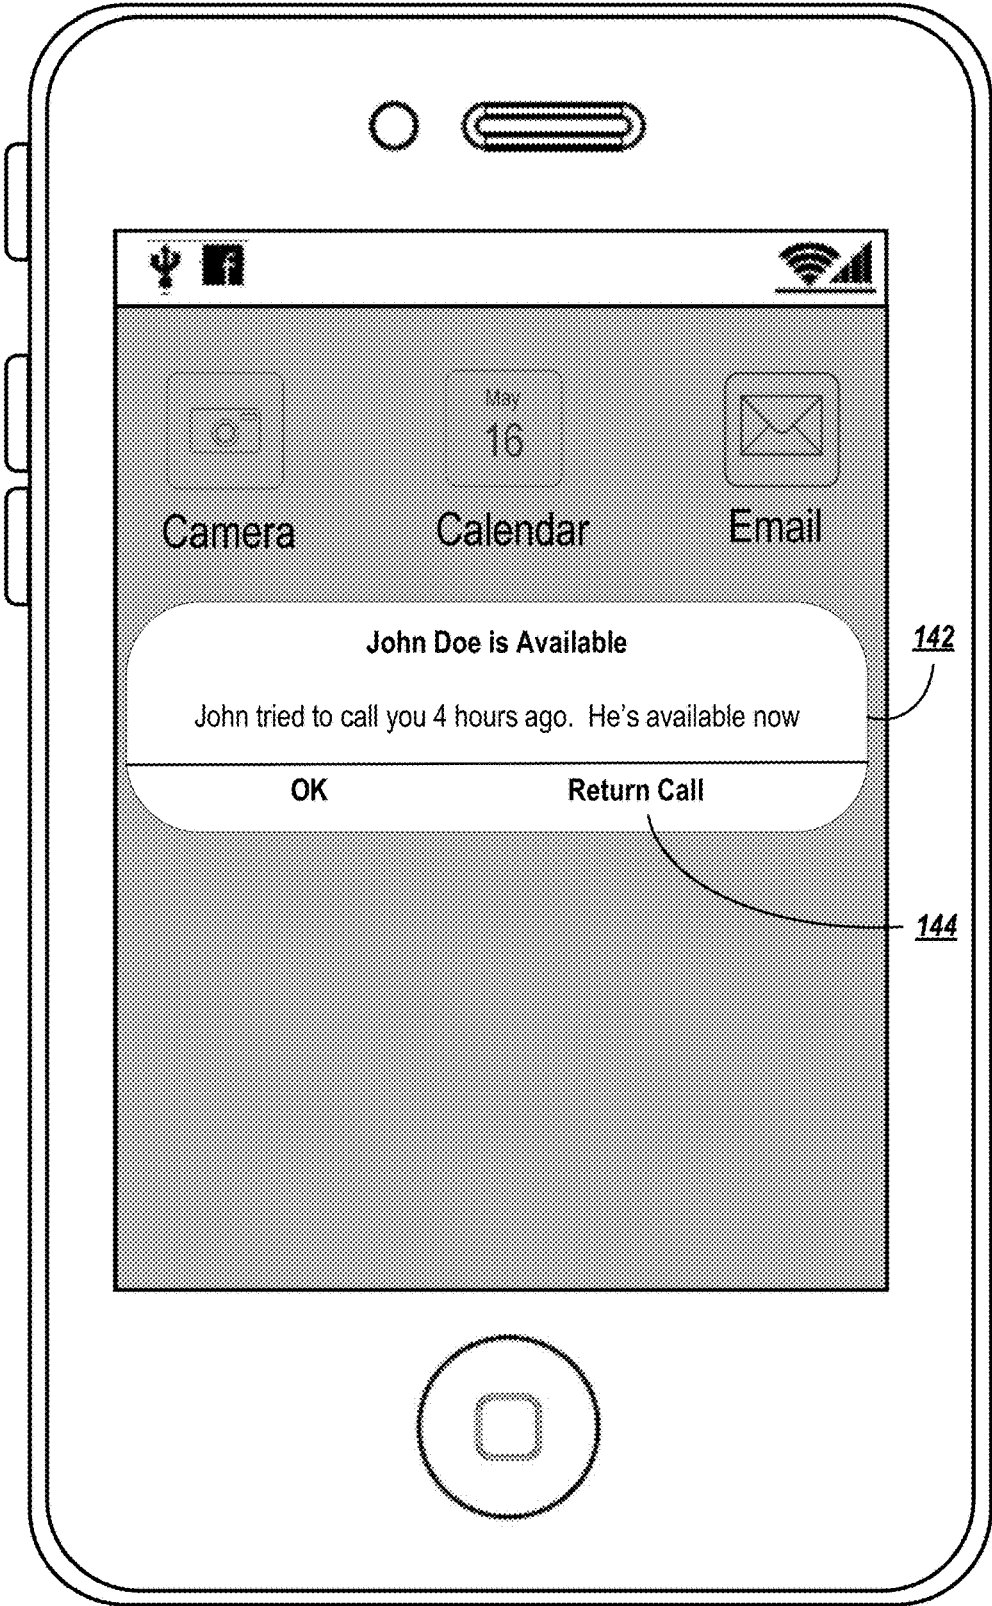 May
16
Camera Calendar Email
John Doe is Available
142
John tried to call you 4 hours ago. He's available now
OK Return Call
144